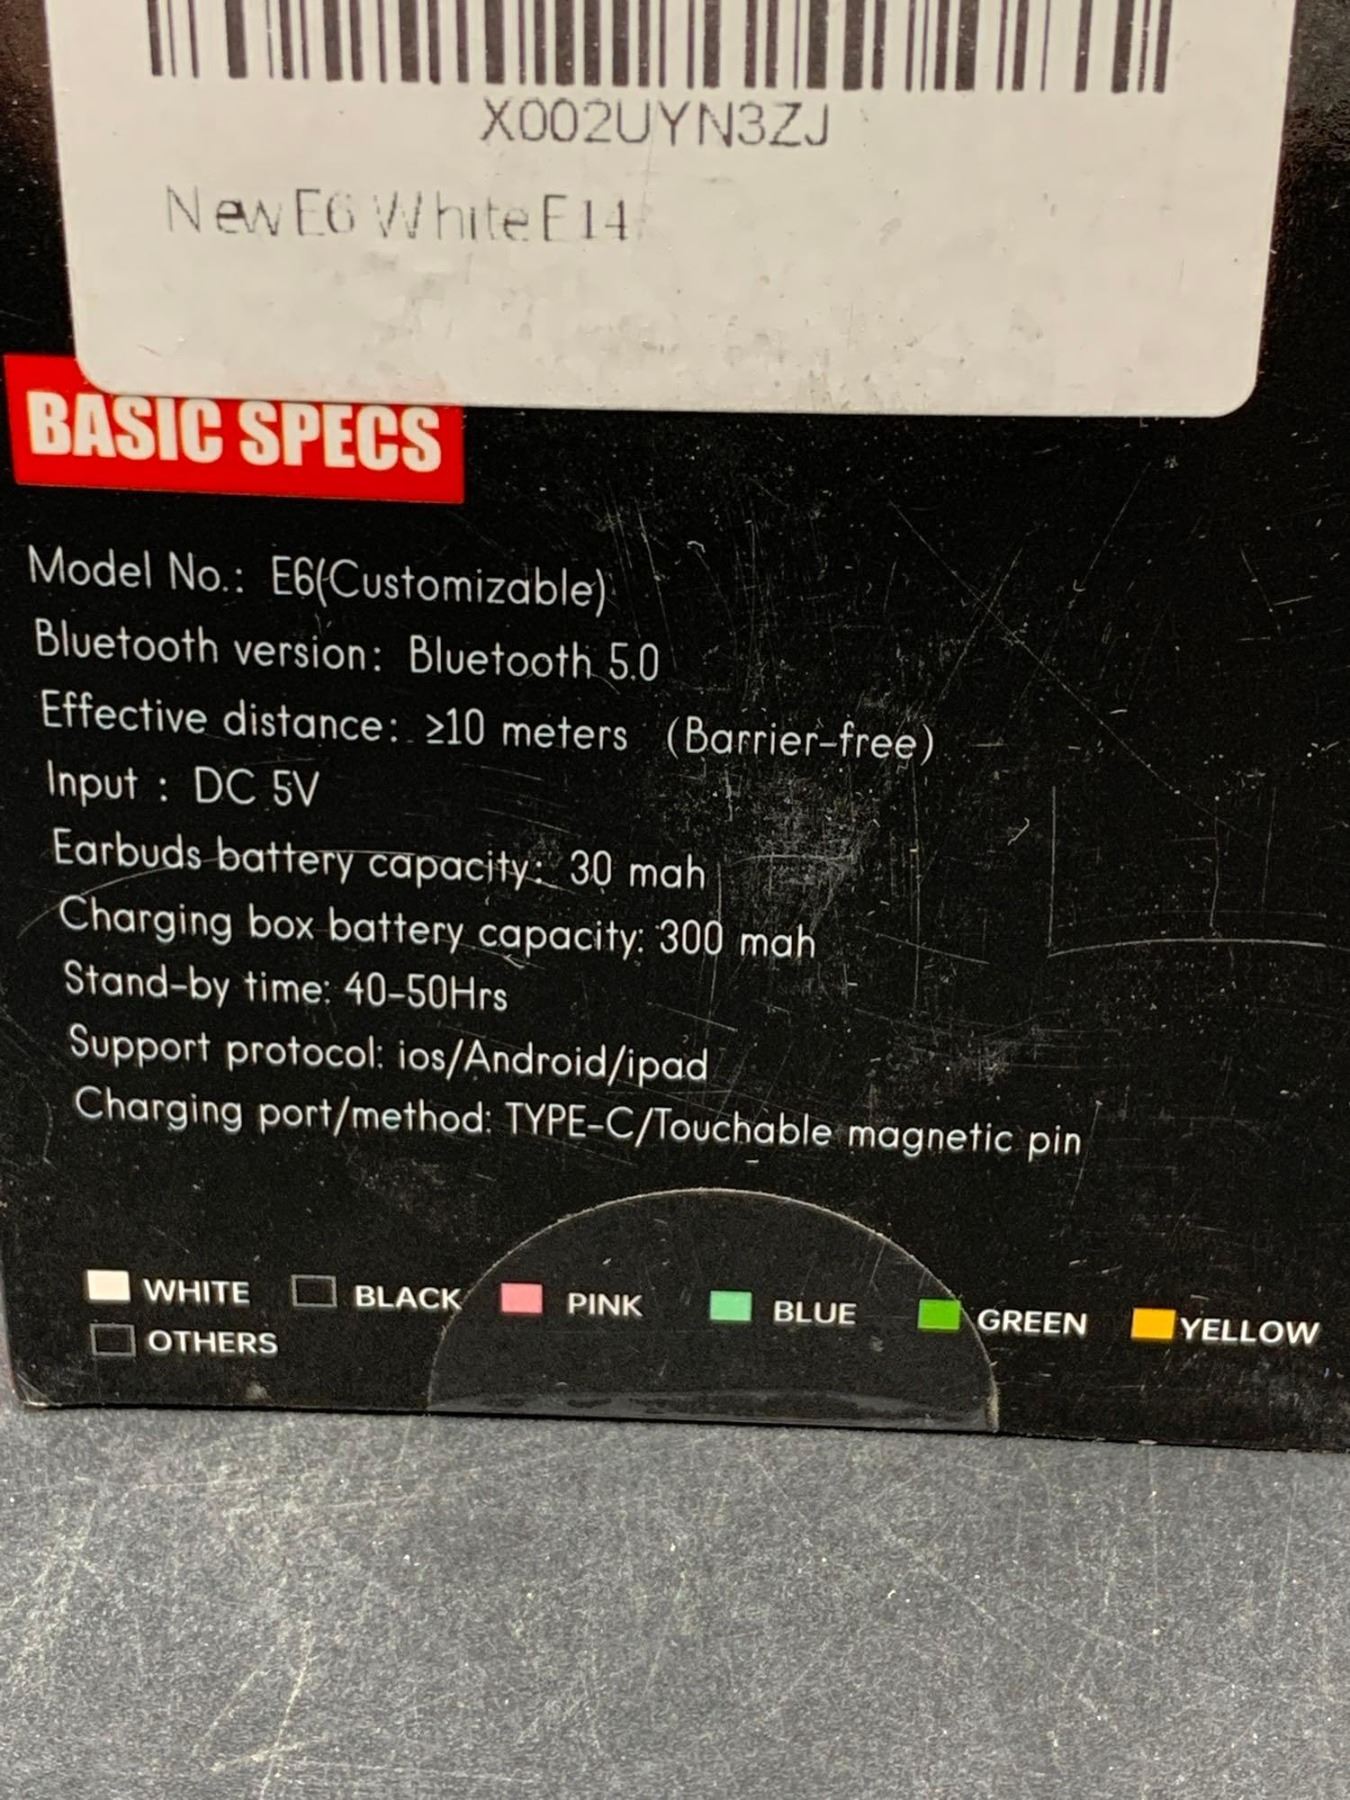 X002UYN3ZJ
New E6 White E14
BASIC SPECS
Model No.: E6(Customizable)
Bluetooth version: Bluetooth 5.0
Effective distance: ≥10 meters (Barrier-free)
Input : DC 5V
Earbuds battery capacity: 30 mah
Charging box battery capacity: 300 mah
Stand-by time: 40-50Hrs
Support protocol: ios/Android/ipad
Charging port/method: TYPE-C/Touchable magnetic pin
WHITE BLACK PINK BLUE GREEN YELLOW
OTHERS